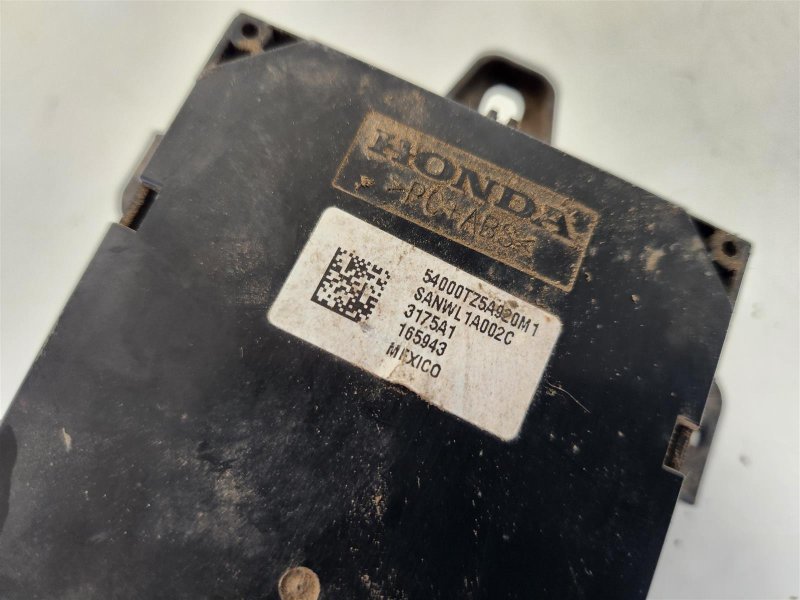 HONDA
>PC+ABS<
54000TZ5A920M1
SANWL1A002C
3175A1
165943
MEXICO